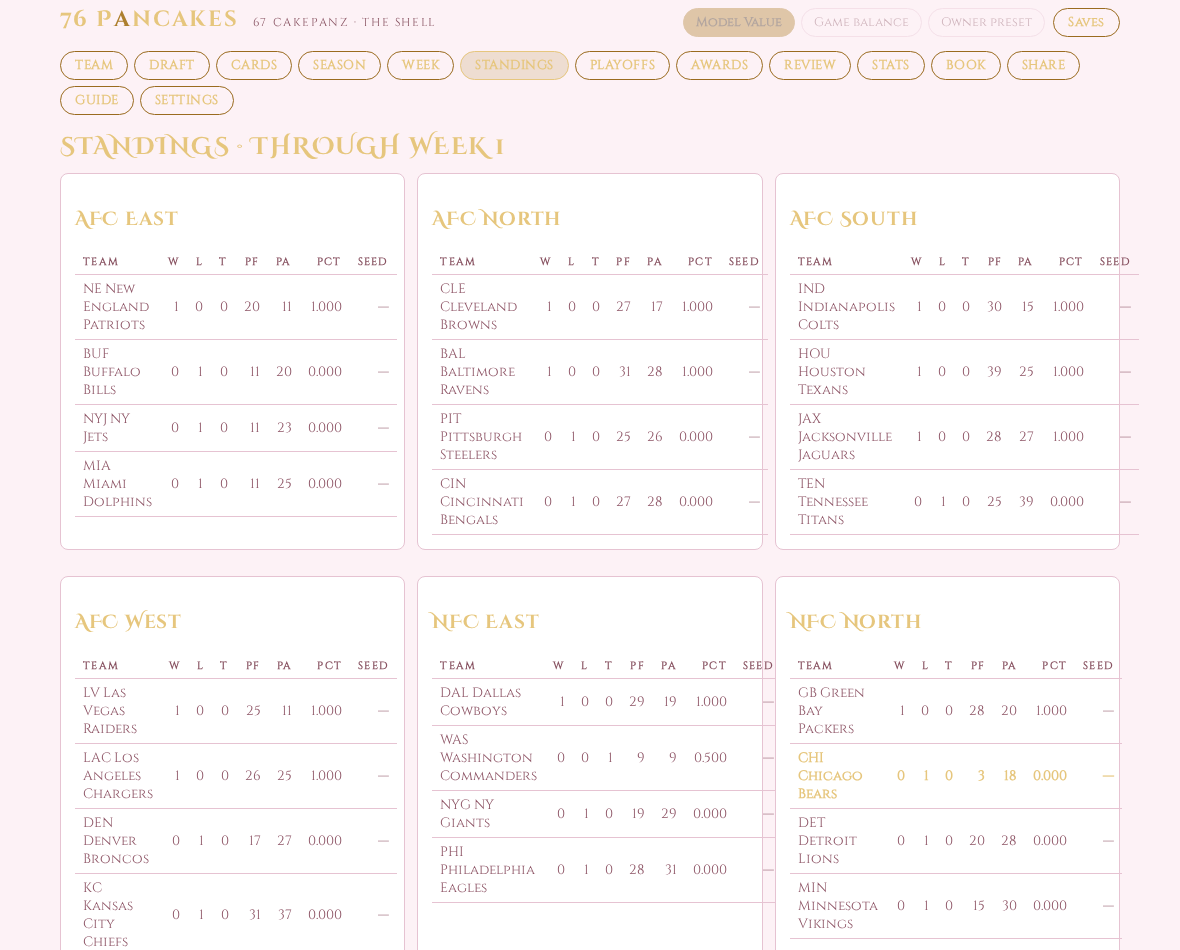 76 PANCAKES 67 CAKEPANZ · THE SHELL
MODEL VALUE GAME BALANCE OWNER PRESET SAVES
TEAM DRAFT CARDS SEASON WEEK STANDINGS PLAYOFFS AWARDS REVIEW STATS BOOK SHARE
GUIDE SETTINGS
STANDINGS · THROUGH WEEK 1
AFC EAST
TEAM W L T PF PA PCT SEED
NE NEW
ENGLAND 1 0 0 20 11 1.000 —
PATRIOTS
BUF
BUFFALO 0 1 0 11 20 0.000 —
BILLS
NYJ NY
JETS 0 1 0 11 23 0.000 —
MIA
MIAMI 0 1 0 11 25 0.000 —
DOLPHINS
AFC NORTH
TEAM W L T PF PA PCT SEED
CLE
CLEVELAND 1 0 0 27 17 1.000 —
BROWNS
BAL
BALTIMORE 1 0 0 31 28 1.000 —
RAVENS
PIT
PITTSBURGH 0 1 0 25 26 0.000 —
STEELERS
CIN
CINCINNATI 0 1 0 27 28 0.000 —
BENGALS
AFC SOUTH
TEAM W L T PF PA PCT SEED
IND
INDIANAPOLIS 1 0 0 30 15 1.000 —
COLTS
HOU
HOUSTON 1 0 0 39 25 1.000 —
TEXANS
JAX
JACKSONVILLE 1 0 0 28 27 1.000 —
JAGUARS
TEN
TENNESSEE 0 1 0 25 39 0.000 —
TITANS
AFC WEST
TEAM W L T PF PA PCT SEED
LV LAS
VEGAS 1 0 0 25 11 1.000 —
RAIDERS
LAC LOS
ANGELES 1 0 0 26 25 1.000 —
CHARGERS
DEN
DENVER 0 1 0 17 27 0.000 —
BRONCOS
KC
KANSAS
CITY 0 1 0 31 37 0.000 —
CHIEFS
NFC EAST
TEAM W L T PF PA PCT SEED
DAL DALLAS
COWBOYS 1 0 0 29 19 1.000 —
WAS
WASHINGTON 0 0 1 9 9 0.500 —
COMMANDERS
NYG NY
GIANTS 0 1 0 19 29 0.000 —
PHI
PHILADELPHIA 0 1 0 28 31 0.000 —
EAGLES
NFC NORTH
TEAM W L T PF PA PCT SEED
GB GREEN
BAY 1 0 0 28 20 1.000 —
PACKERS
CHI
CHICAGO 0 1 0 3 18 0.000 —
BEARS
DET
DETROIT 0 1 0 20 28 0.000 —
LIONS
MIN
MINNESOTA 0 1 0 15 30 0.000 —
VIKINGS